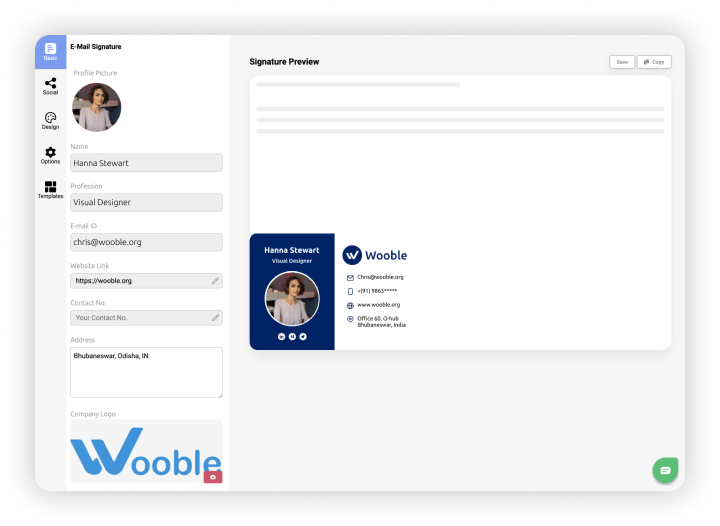 Basic
Social
Design
Options
Templates
E-Mail Signature
Profile Picture
Name
Hanna Stewart
Profession
Visual Designer
E-mail ID
chris@wooble.org
Website Link
https://wooble.org
Contact No.
Your Contact No.
Address
Bhubaneswar, Odisha, IN
Company Logo
Wooble
Signature Preview
Save
Copy
Hanna Stewart
Visual Designer
Wooble
Chris@wooble.org
+(91) 9865*****
www.wooble.org
Office 60, O-hub
Bhubaneswar, India